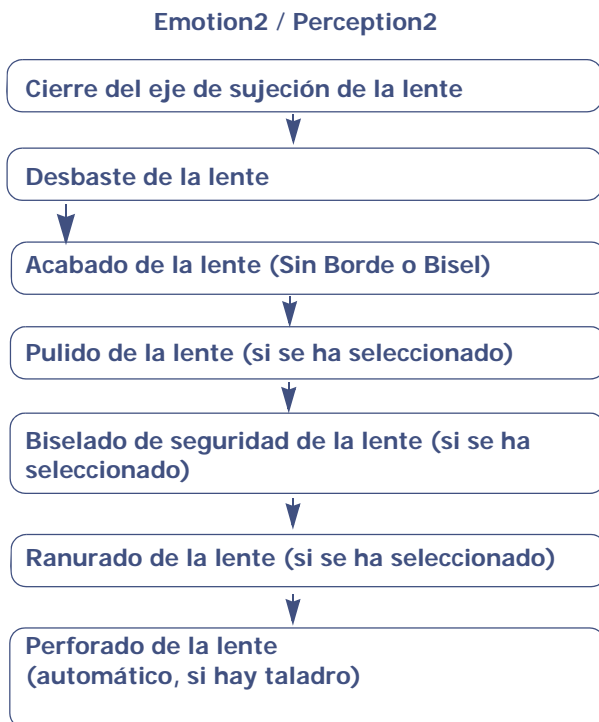 Emotion2 / Perception2
Cierre del eje de sujeción de la lente
Desbaste de la lente
Acabado de la lente (Sin Borde o Bisel)
Pulido de la lente (si se ha seleccionado)
Biselado de seguridad de la lente (si se ha
seleccionado)
Ranurado de la lente (si se ha seleccionado)
Perforado de la lente
(automático, si hay taladro)